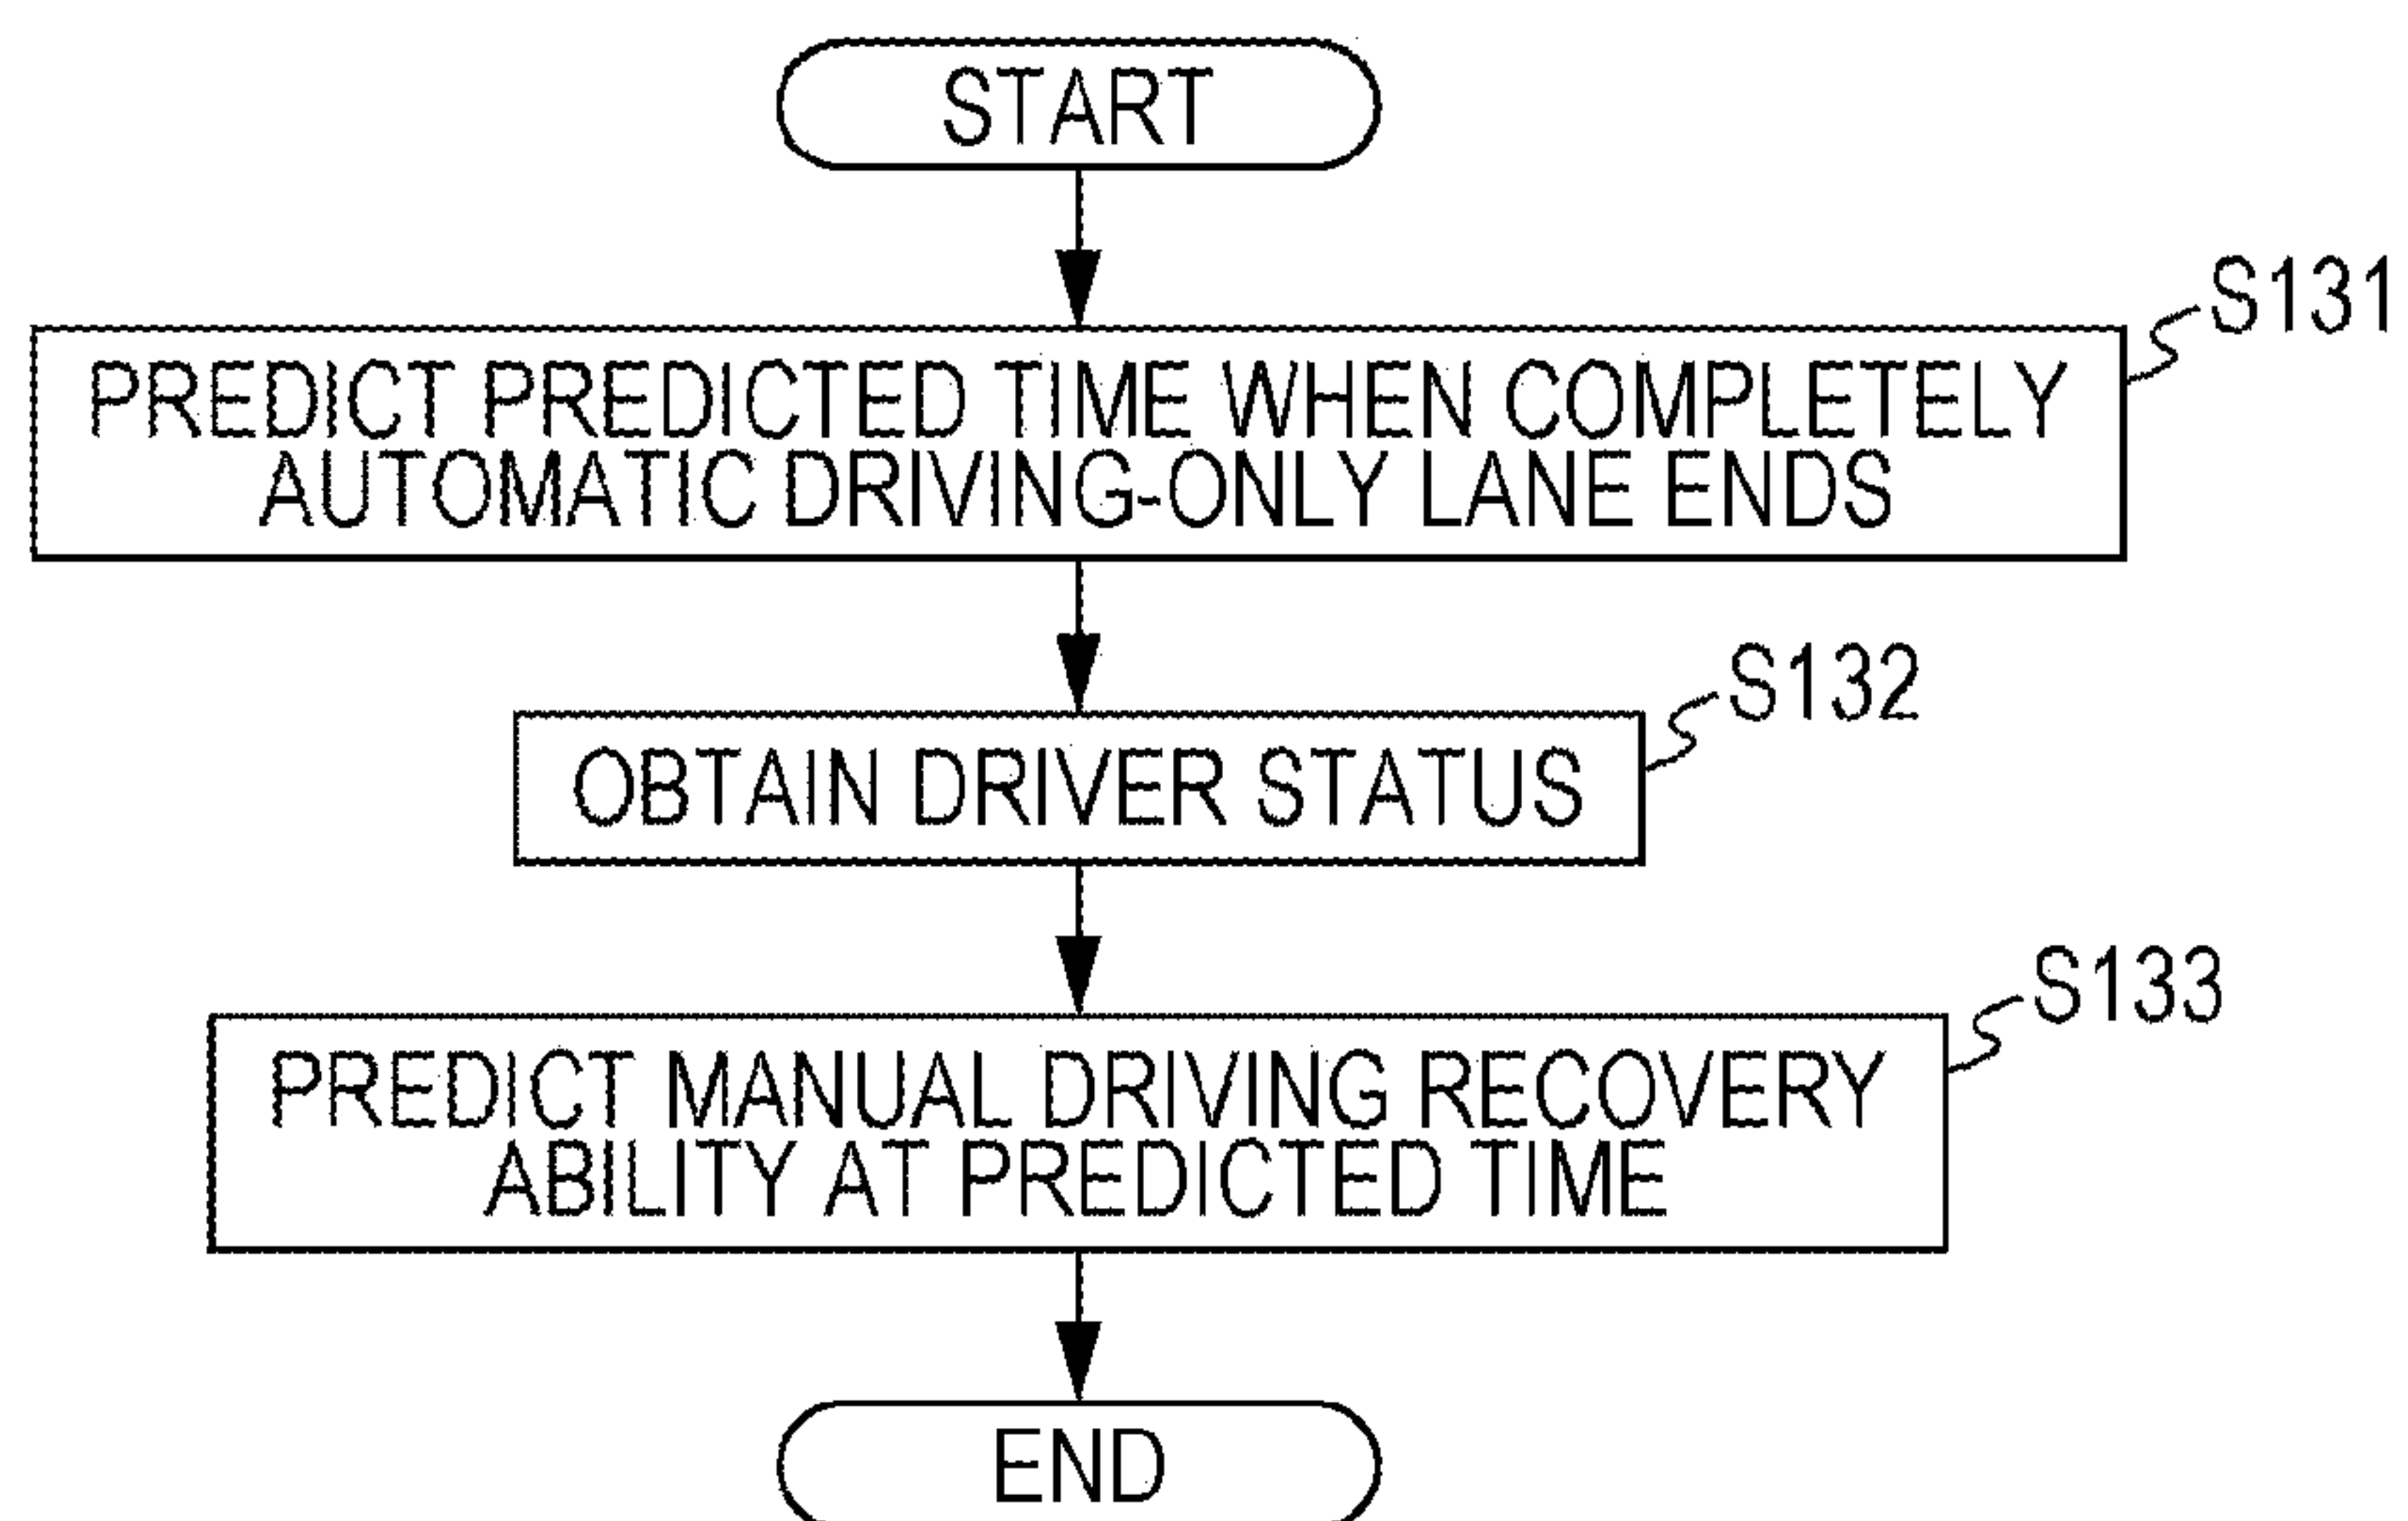 START
S131
PREDICT PREDICTED TIME WHEN COMPLETELY
AUTOMATIC DRIVING-ONLY LANE ENDS
S132
OBTAIN DRIVER STATUS
S133
PREDICT MANUAL DRIVING RECOVERY
ABILITY AT PREDICTED TIME
END